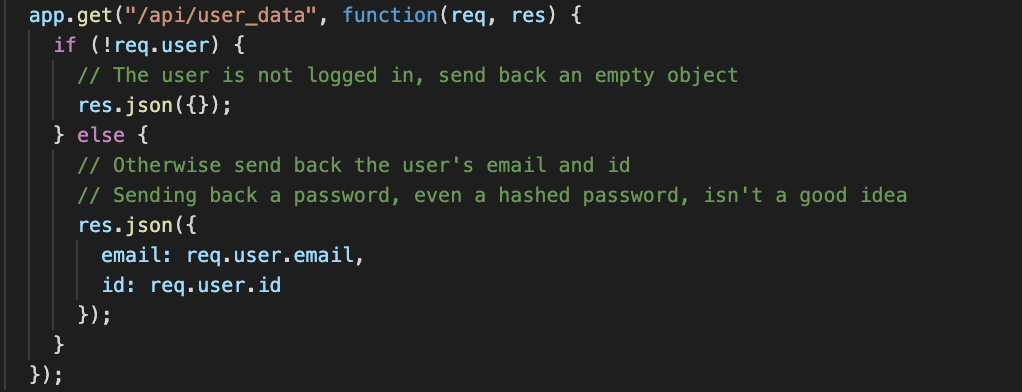 app.get("/api/user_data", function(req, res) {
  if (!req.user) {
    // The user is not logged in, send back an empty object
    res.json({});
  } else {
    // Otherwise send back the user's email and id
    // Sending back a password, even a hashed password, isn't a good idea
    res.json({
      email: req.user.email,
      id: req.user.id
    });
  }
});